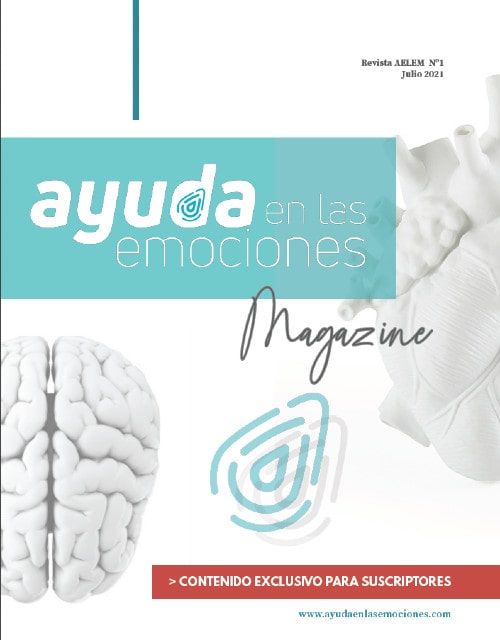 Revista AELEM Nº1
Julio 2021
ayuda en las
emociones
Magazine
> CONTENIDO EXCLUSIVO PARA SUSCRIPTORES
www.ayudaenlasemociones.com